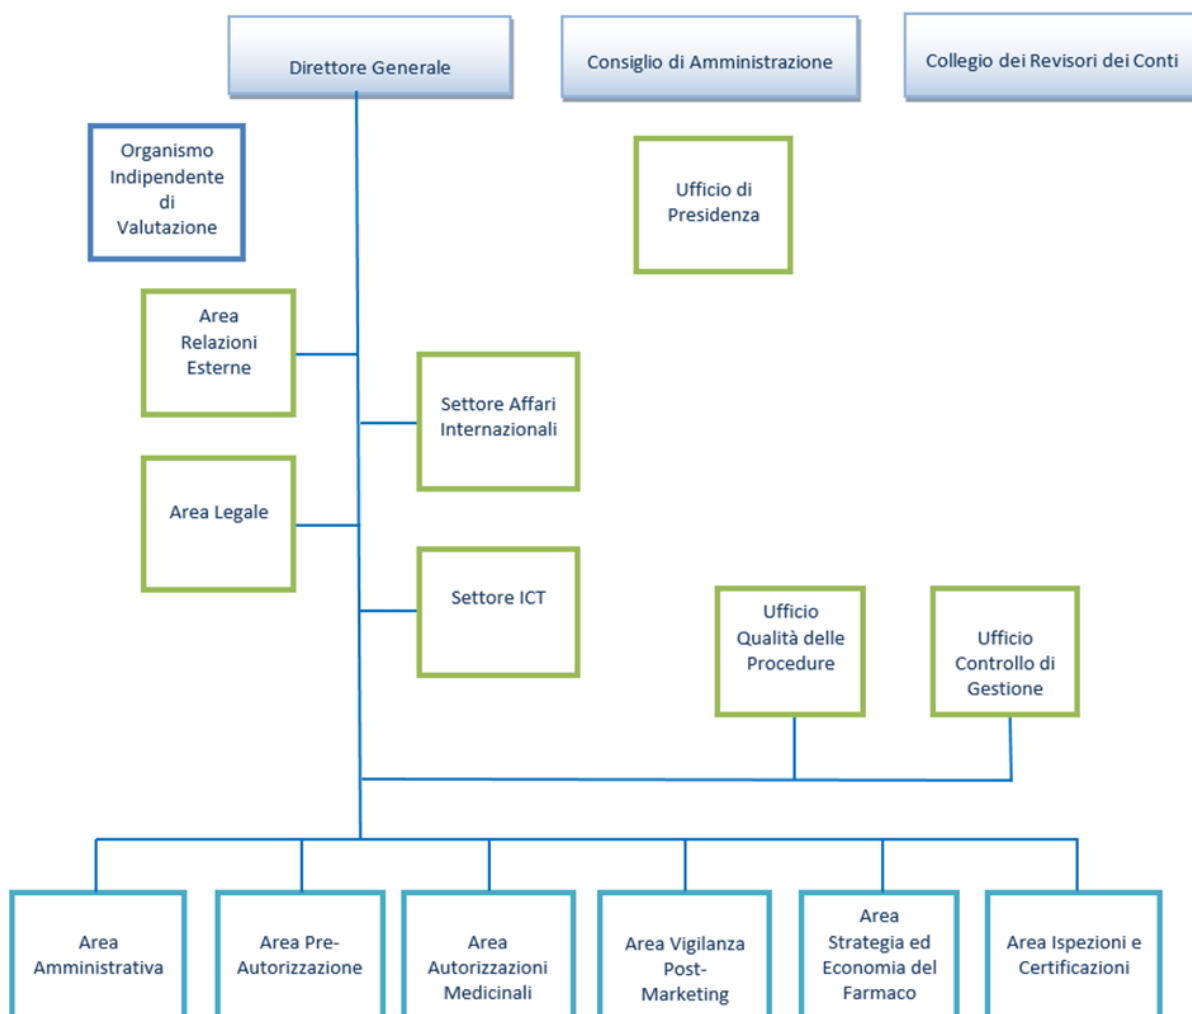 Direttore Generale
Consiglio di Amministrazione
Collegio dei Revisori dei Conti
Organismo
Indipendente
di
Valutazione
Ufficio di
Presidenza
Area
Relazioni
Esterne
Settore Affari
Internazionali
Area Legale
Settore ICT
Ufficio
Qualità delle
Procedure
Ufficio
Controllo di
Gestione
Area
Amministrativa
Area Pre-
Autorizzazione
Area
Autorizzazioni
Medicinali
Area Vigilanza
Post-
Marketing
Area
Strategia ed
Economia del
Farmaco
Area Ispezioni e
Certificazioni